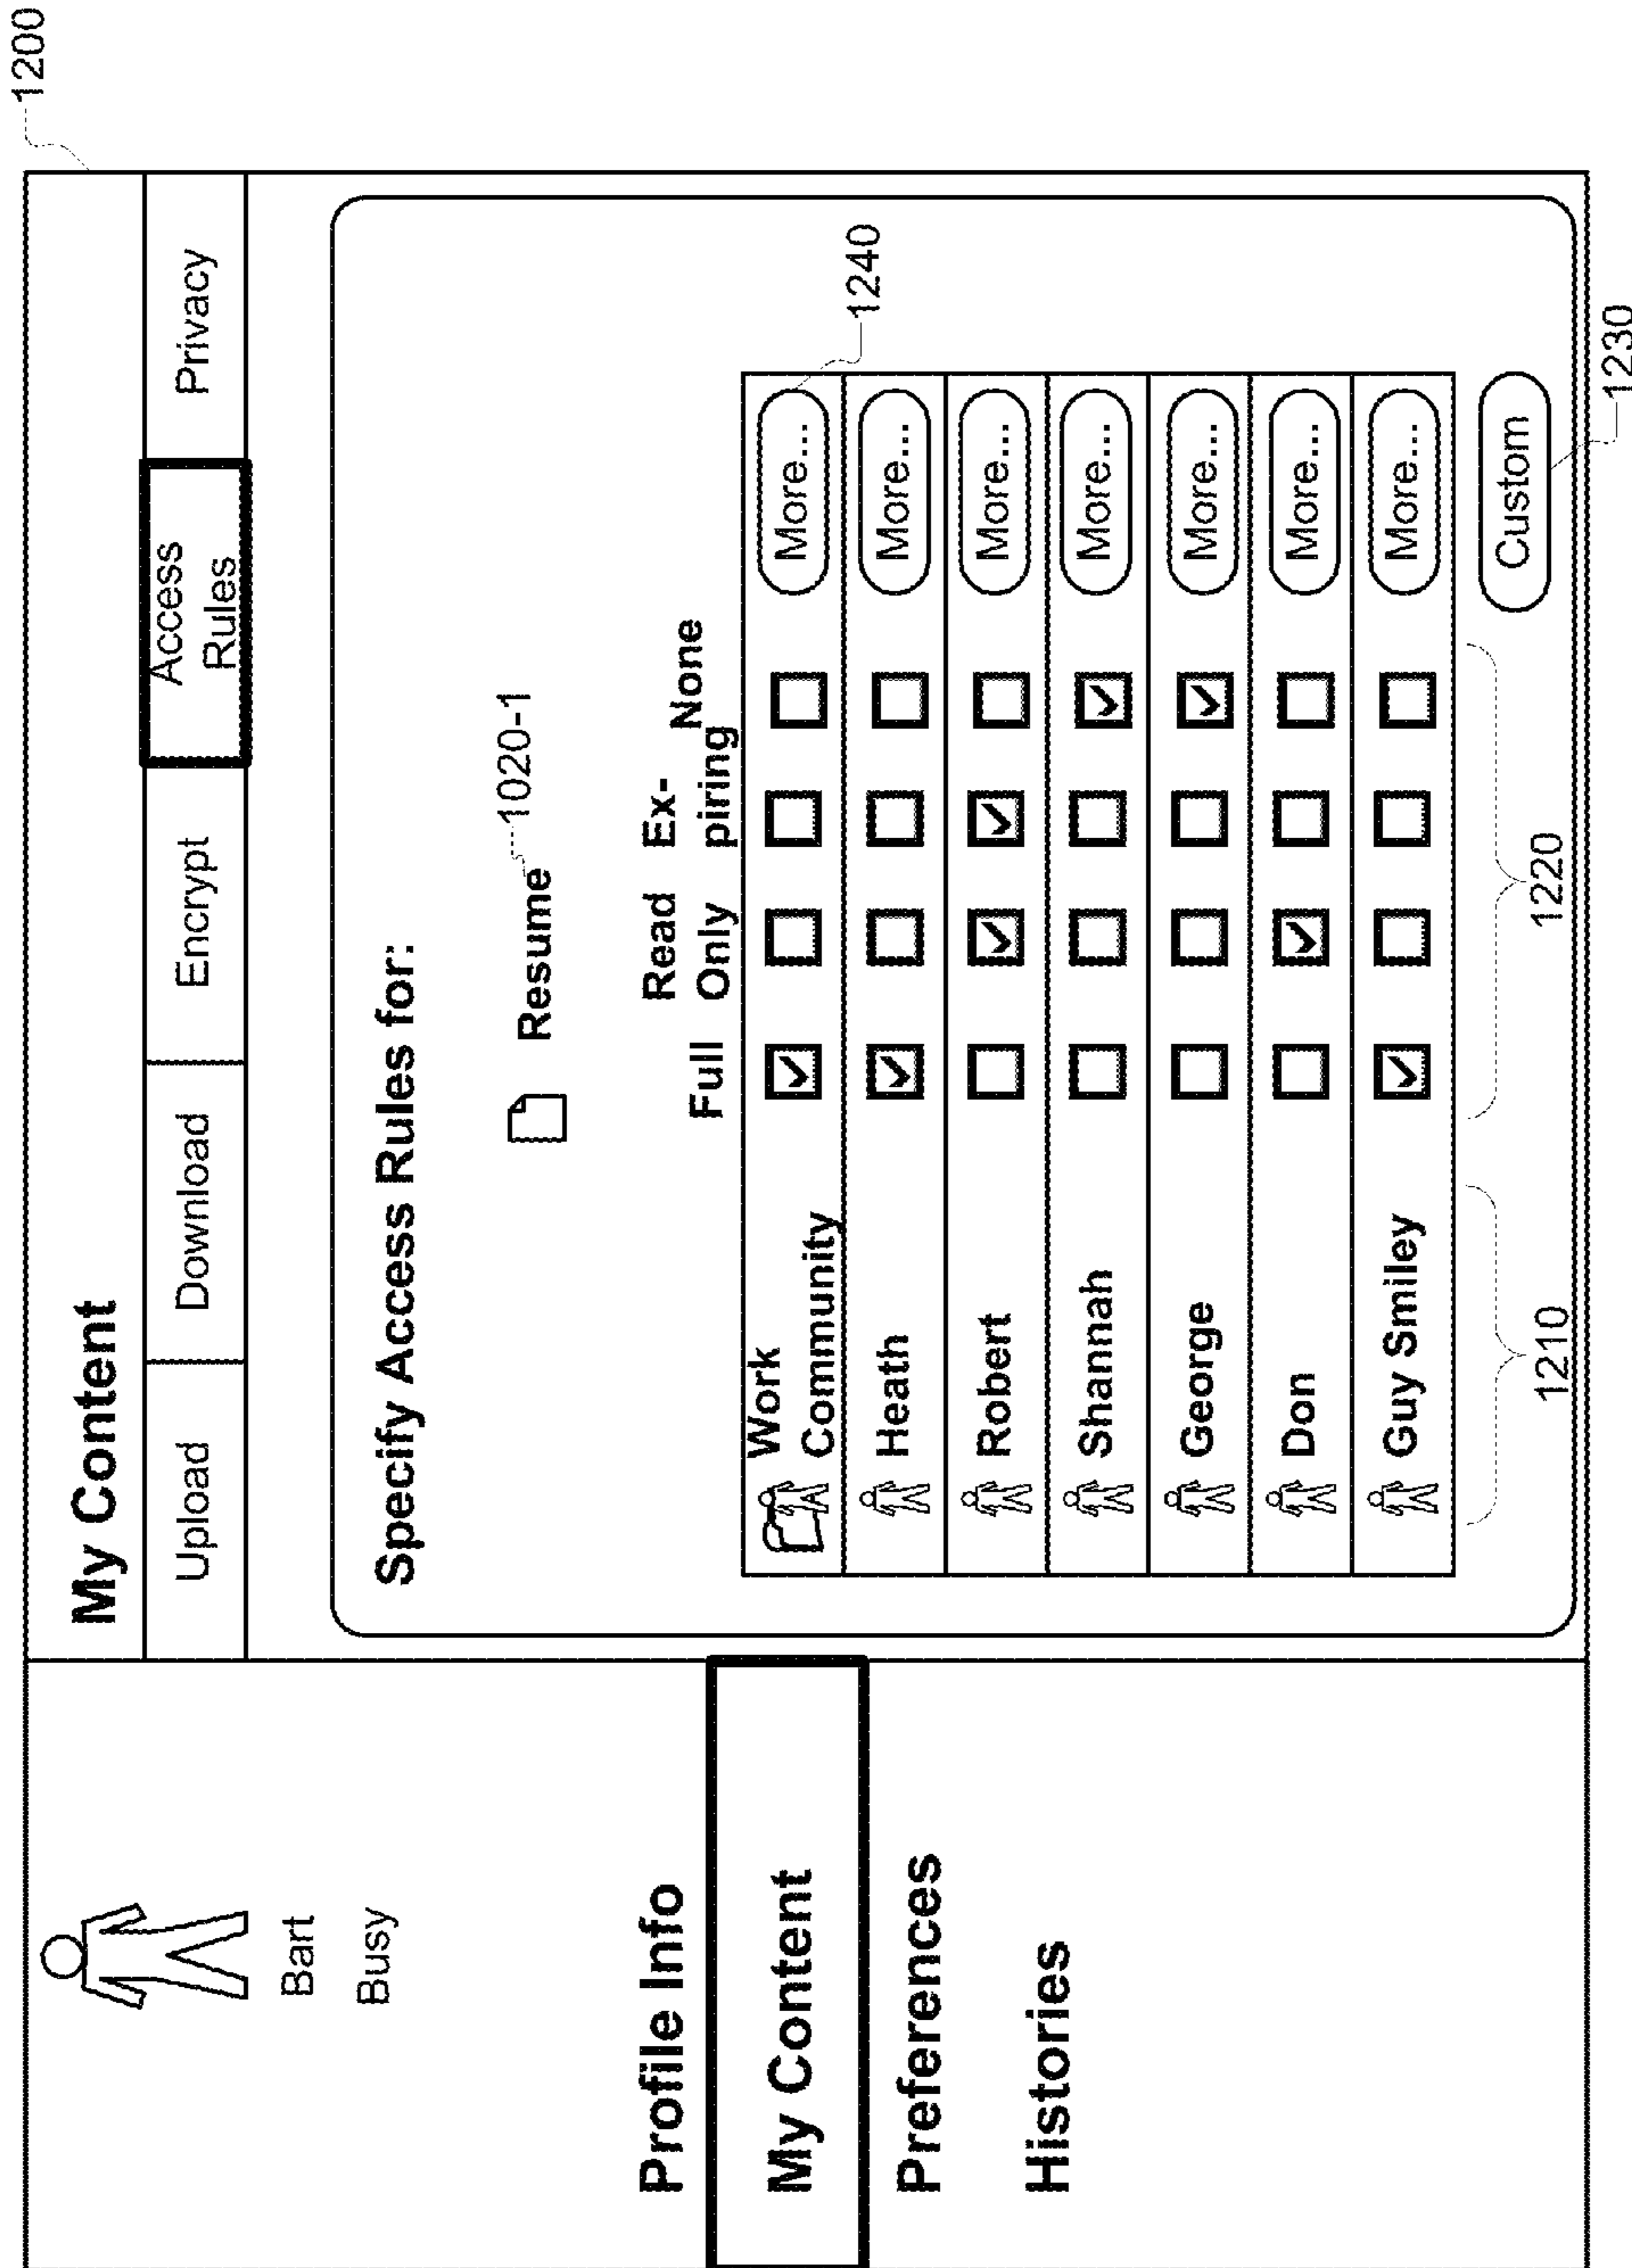 1200
Bart
Busy
Profile Info
My Content
Preferences
Histories
My Content
Upload
Download
Encrypt
Access
Rules
Privacy
Specify Access Rules for:
Resume
1020-1
Full
Read
Only
Ex-
piring
None
Work
Community
More...
1240
Heath
More...
Robert
More...
Shannah
More...
George
More...
Don
More...
Guy Smiley
More...
1210
1220
Custom
1230